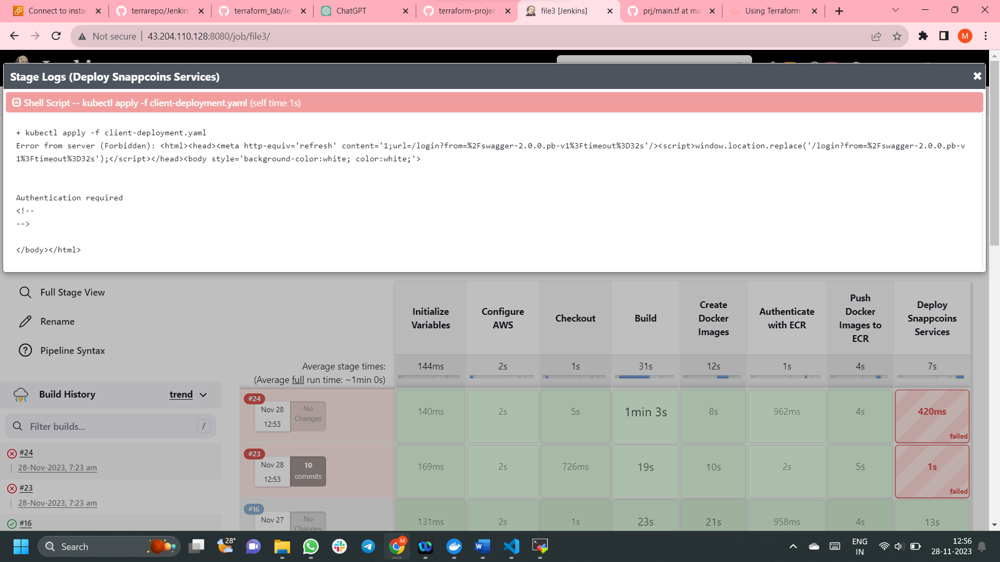 Connect to instan
terrarepo/Jenkins
terraform_lab/Jen
ChatGPT
terraform-project
file3 [Jenkins]
prj/main.tf at ma
Using Terraform
Not secure
43.204.110.128:8080/job/file3/
M
Stage Logs (Deploy Snappcoins Services)
Shell Script -- kubectl apply -f client-deployment.yaml (self time 1s)
+ kubectl apply -f client-deployment.yaml
Error from server (Forbidden): <html><head><meta http-equiv='refresh' content='1;url=/login?from=%2Fswagger-2.0.0.pb-v1%3Ftimeout%3D32s'/><script>window.location.replace('/login?from=%2Fswagger-2.0.0.pb-v
1%3Ftimeout%3D32s');</script></head><body style='background-color:white; color:white;'>
Authentication required
<!--
-->
</body></html>
Full Stage View
Rename
Pipeline Syntax
Build History
trend
Filter builds...
/
#24
28-Nov-2023, 7:23 am
#23
28-Nov-2023, 7:23 am
#16
Initialize
Variables
Configure
AWS
Checkout
Build
Create
Docker
Images
Authenticate
with ECR
Push
Docker
Images to
ECR
Deploy
Snappcoins
Services
Average stage times:
(Average full run time: ~1min 0s)
144ms
2s
1s
31s
12s
1s
4s
7s
#24
Nov 28
12:53
No
Changes
140ms
2s
5s
1min 3s
8s
962ms
4s
420ms
failed
#23
Nov 28
12:53
10
commits
169ms
2s
726ms
19s
10s
2s
5s
1s
failed
#16
Nov 27
No
Changes
131ms
2s
1s
23s
21s
958ms
4s
13s
Search
28°
M
ENG
IN
12:56
28-11-2023